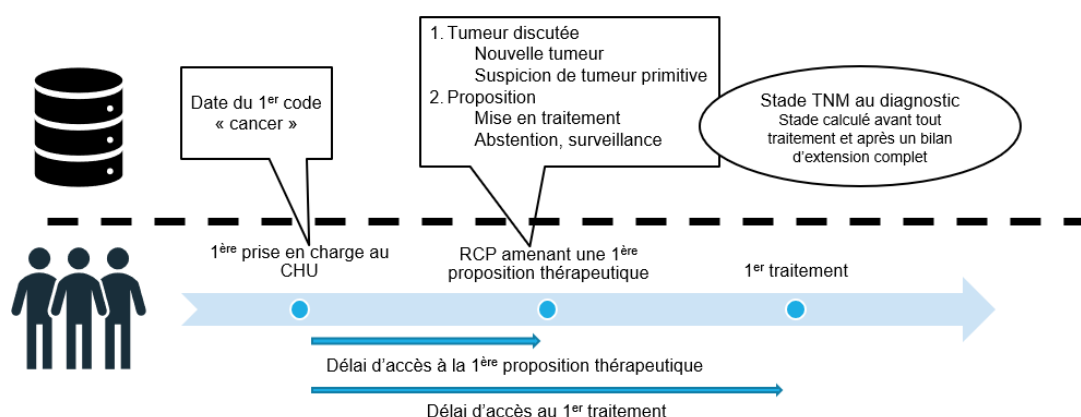 Date du 1er code
« cancer »
1. Tumeur discutée
Nouvelle tumeur
Suspicion de tumeur primitive
2. Proposition
Mise en traitement
Abstention, surveillance
Stade TNM au diagnostic
Stade calculé avant tout
traitement et après un bilan
d'extension complet
1ère prise en charge au
CHU
RCP amenant une 1ère
proposition thérapeutique
1er traitement
Délai d'accès à la 1ère proposition thérapeutique
Délai d'accès au 1er traitement